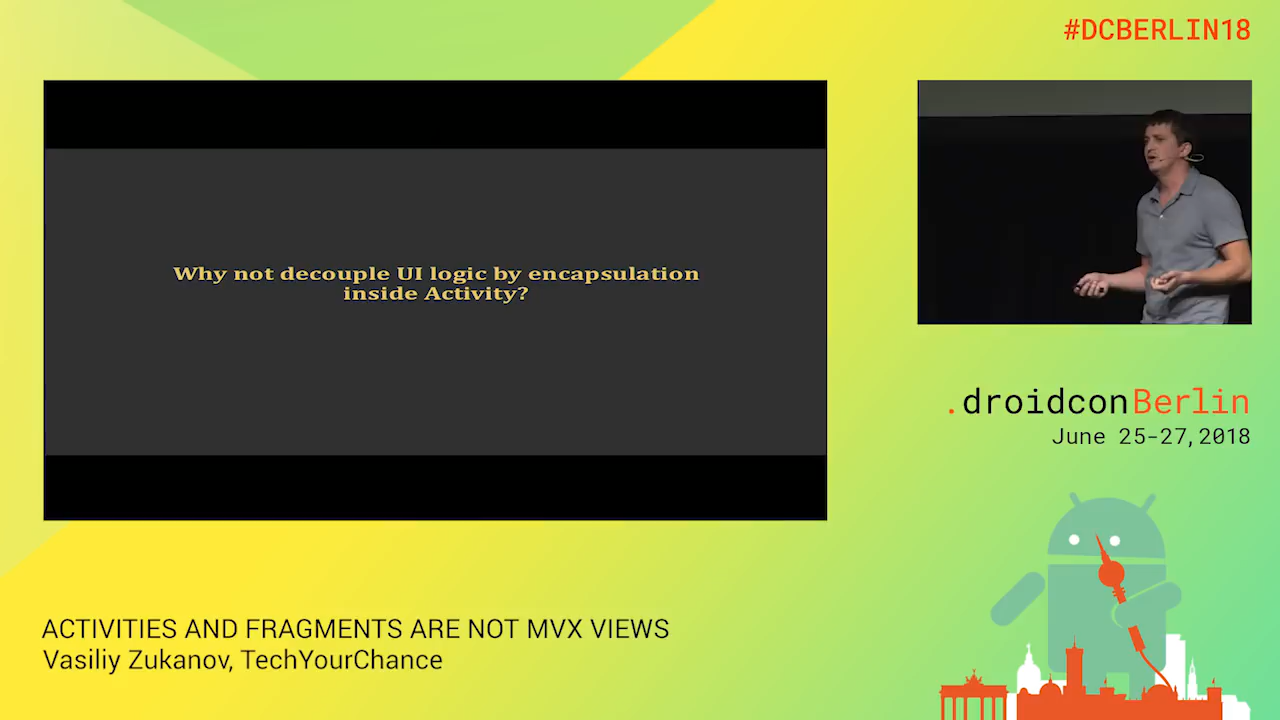 #DCBERLIN18
Why not decouple UI logic by encapsulation
inside Activity?
.droidconBerlin
June 25-27,2018
ACTIVITIES AND FRAGMENTS ARE NOT MVX VIEWS
Vasiliy Zukanov, TechYourChance